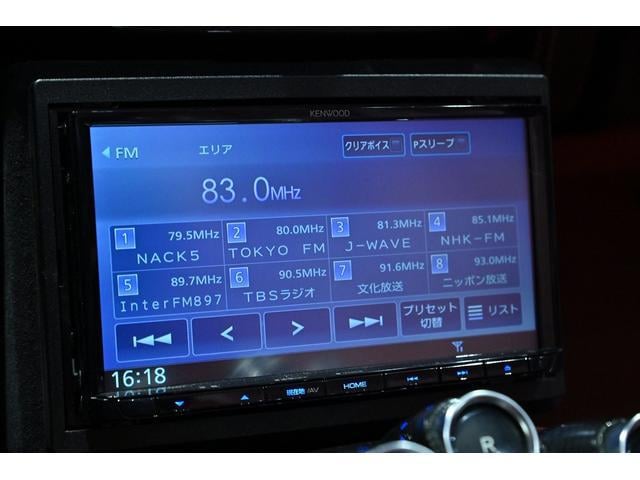 KENWOOD
FM エリア クリアボイス Pスリープ
83.0MHz
1 79.5MHz NACK5
2 80.0MHz TOKYO FM
3 81.3MHz J-WAVE
4 85.1MHz NHK-FM
5 89.7MHz InterFM897
6 90.5MHz TBSラジオ
7 91.6MHz 文化放送
8 93.0MHz ニッポン放送
プリセット
切替
リスト
16:18
現在地/AV HOME
R